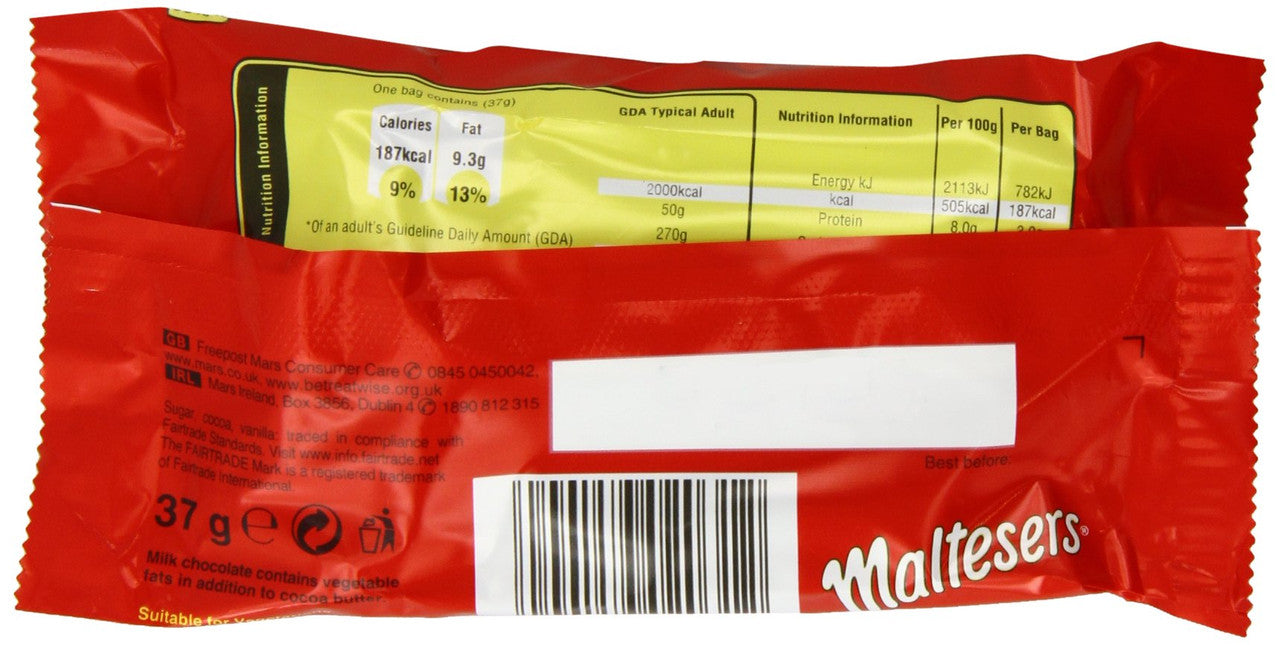 Nutrition Information
One bag contains (37g)
Calories
187kcal
9%
Fat
9.3g
13%
*Of an adult's Guideline Daily Amount (GDA)
GDA Typical Adult
2000kcal
50g
270g
Nutrition Information Per 100g Per Bag
Energy kJ 2113kJ 782kJ
kcal 505kcal 187kcal
Protein 8.0g
GB Freepost Mars Consumer Care 0845 0450042,
www.mars.co.uk, www.betreatwise.org.uk
IRL Mars Ireland, Box 3856, Dublin 4 1890 812 315
Sugar, cocoa, vanilla: traced in compliance with
Fairtrade Standards. Visit www.info.fairtrade.net
The FAIRTRADE Mark is a registered trademark
of Fairtrade International.
37 g e
Milk chocolate contains vegetable
fats in addition to cocoa butter.
Suitable for
Best before:
Maltesers®